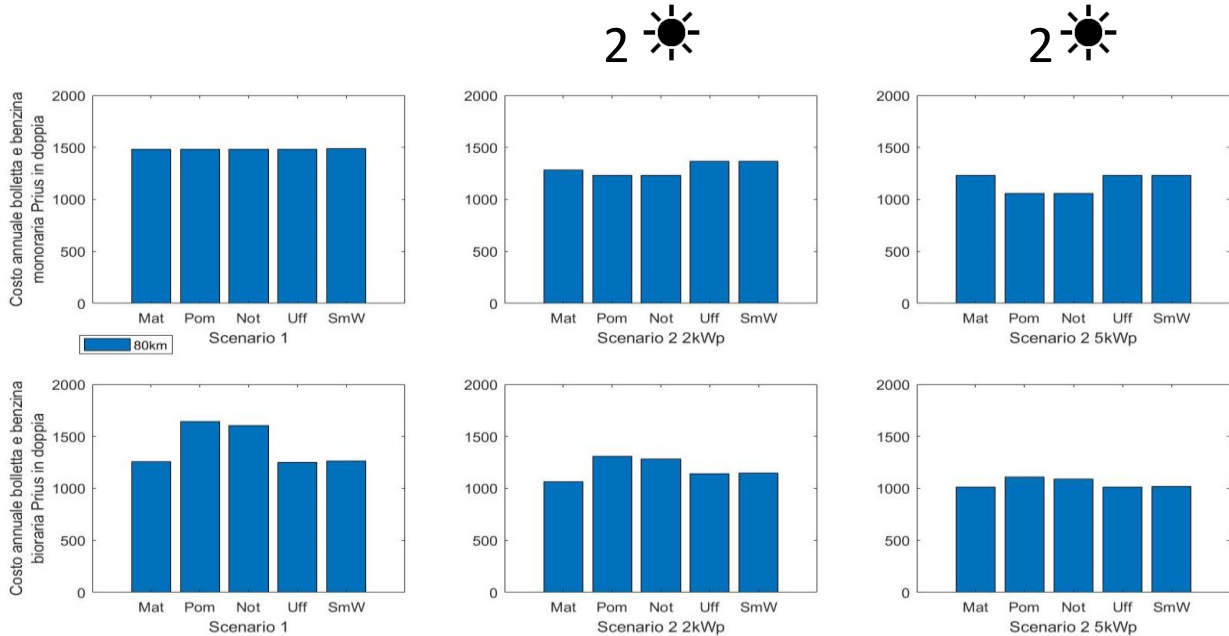 2
2
Costo annuale bolletta e benzina
monoraria Prius in doppia
2000
1500
1000
500
0
Mat Pom Not Uff SmW
Scenario 1
80km
2000
1500
1000
500
0
Mat Pom Not Uff SmW
Scenario 2 2kWp
2000
1500
1000
500
0
Mat Pom Not Uff SmW
Scenario 2 5kWp
Costo annuale bolletta e benzina
bioraria Prius in doppia
2000
1500
1000
500
0
Mat Pom Not Uff SmW
Scenario 1
2000
1500
1000
500
0
Mat Pom Not Uff SmW
Scenario 2 2kWp
2000
1500
1000
500
0
Mat Pom Not Uff SmW
Scenario 2 5kWp